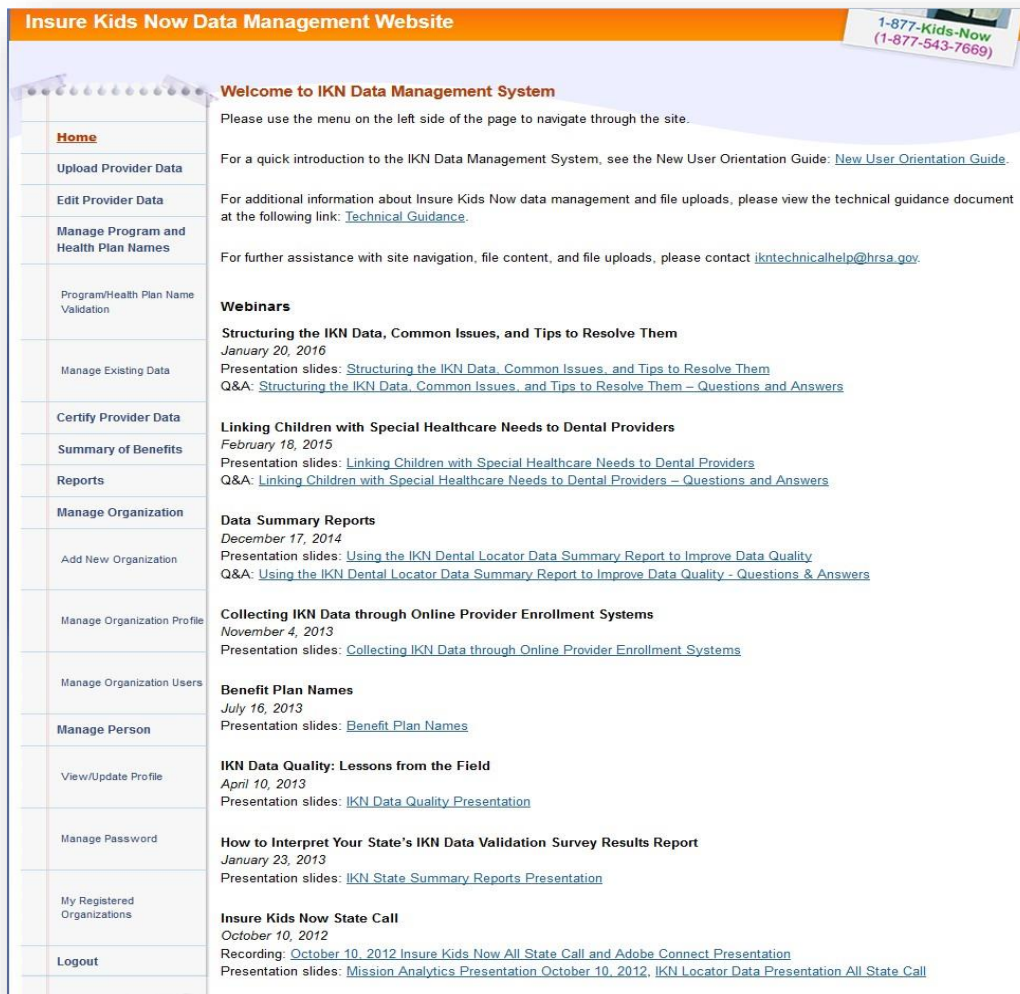 Insure Kids Now Data Management Website
1-877-Kids-Now
(1-877-543-7669)
Home
Upload Provider Data
Edit Provider Data
Manage Program and
Health Plan Names
Program/Health Plan Name
Validation
Manage Existing Data
Certify Provider Data
Summary of Benefits
Reports
Manage Organization
Add New Organization
Manage Organization Profile
Manage Organization Users
Manage Person
View/Update Profile
Manage Password
My Registered
Organizations
Logout
Welcome to IKN Data Management System
Please use the menu on the left side of the page to navigate through the site.
For a quick introduction to the IKN Data Management System, see the New User Orientation Guide: New User Orientation Guide.
For additional information about Insure Kids Now data management and file uploads, please view the technical guidance document
at the following link: Technical Guidance.
For further assistance with site navigation, file content, and file uploads, please contact ikntechnicalhelp@hrsa.gov.
Webinars
Structuring the IKN Data, Common Issues, and Tips to Resolve Them
January 20, 2016
Presentation slides: Structuring the IKN Data, Common Issues, and Tips to Resolve Them
Q&A: Structuring the IKN Data, Common Issues, and Tips to Resolve Them – Questions and Answers
Linking Children with Special Healthcare Needs to Dental Providers
February 18, 2015
Presentation slides: Linking Children with Special Healthcare Needs to Dental Providers
Q&A: Linking Children with Special Healthcare Needs to Dental Providers – Questions and Answers
Data Summary Reports
December 17, 2014
Presentation slides: Using the IKN Dental Locator Data Summary Report to Improve Data Quality
Q&A: Using the IKN Dental Locator Data Summary Report to Improve Data Quality - Questions & Answers
Collecting IKN Data through Online Provider Enrollment Systems
November 4, 2013
Presentation slides: Collecting IKN Data through Online Provider Enrollment Systems
Benefit Plan Names
July 16, 2013
Presentation slides: Benefit Plan Names
IKN Data Quality: Lessons from the Field
April 10, 2013
Presentation slides: IKN Data Quality Presentation
How to Interpret Your State's IKN Data Validation Survey Results Report
January 23, 2013
Presentation slides: IKN State Summary Reports Presentation
Insure Kids Now State Call
October 10, 2012
Recording: October 10, 2012 Insure Kids Now All State Call and Adobe Connect Presentation
Presentation slides: Mission Analytics Presentation October 10, 2012, IKN Locator Data Presentation All State Call